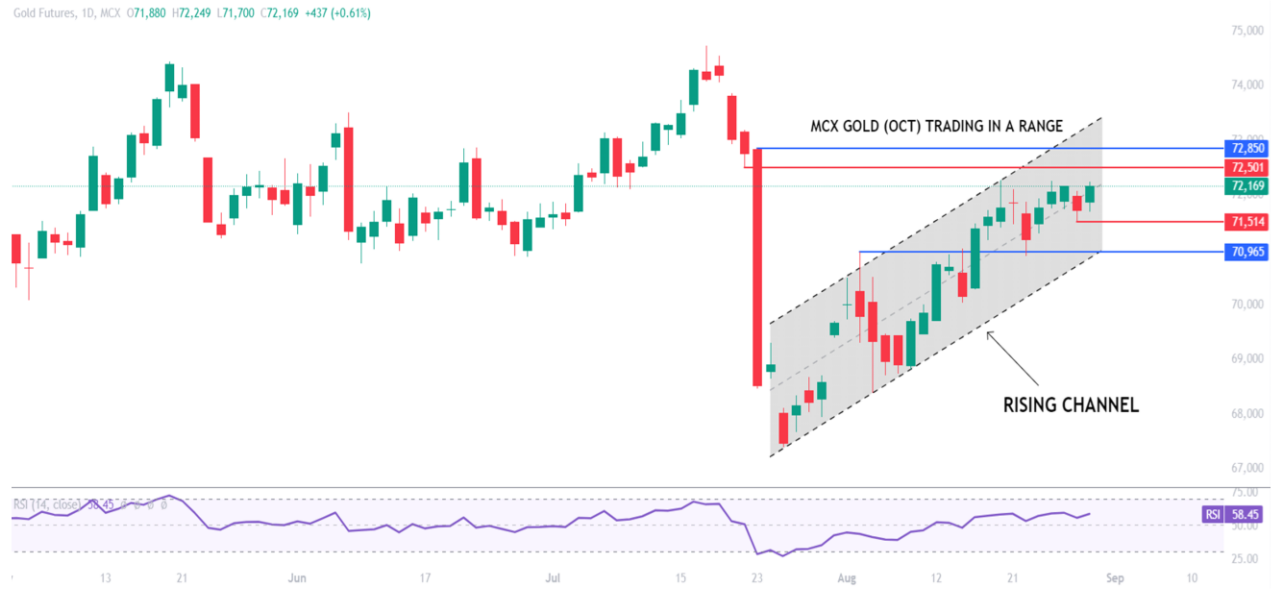 Gold Futures, 1D, MCX O71,880 H72,249 L71,700 C72,169 +437 (+0.61%)
75,000
74,000
MCX GOLD (OCT) TRADING IN A RANGE
73,000
72,850
72,501
72,169
71,514
70,965
70,000
69,000
RISING CHANNEL
68,000
67,000
75.00
RSI (14, close) 58.45 ø ø ø ø
RSI 58.45
50.00
25.00
13 21 Jun 17 Jul 15 23 Aug 12 21 Sep 10